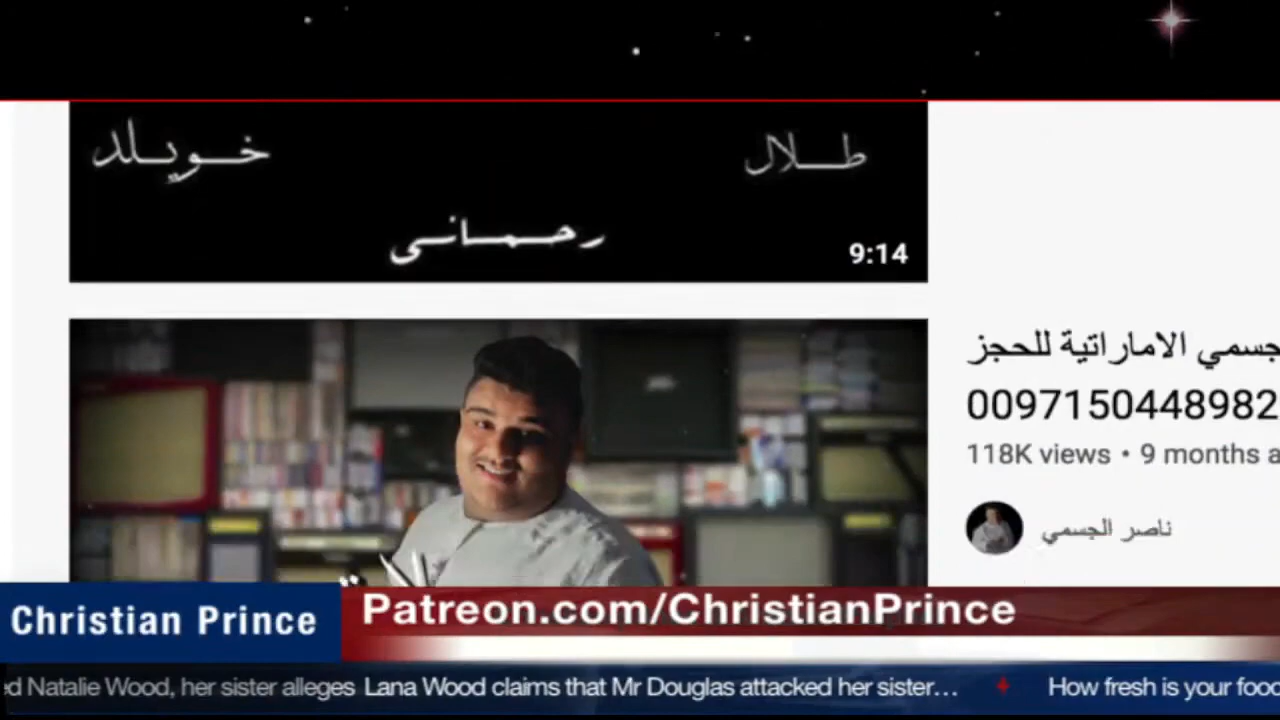 طلال
خويلد
رحمانى
9:14
جسمي الاماراتية للحجز
0097150448982
118K views • 9 months a
ناصر الجسمي
Christian Prince
Patreon.com/ChristianPrince
ed Natalie Wood, her sister alleges Lana Wood claims that Mr Douglas attacked her sister… How fresh is your food